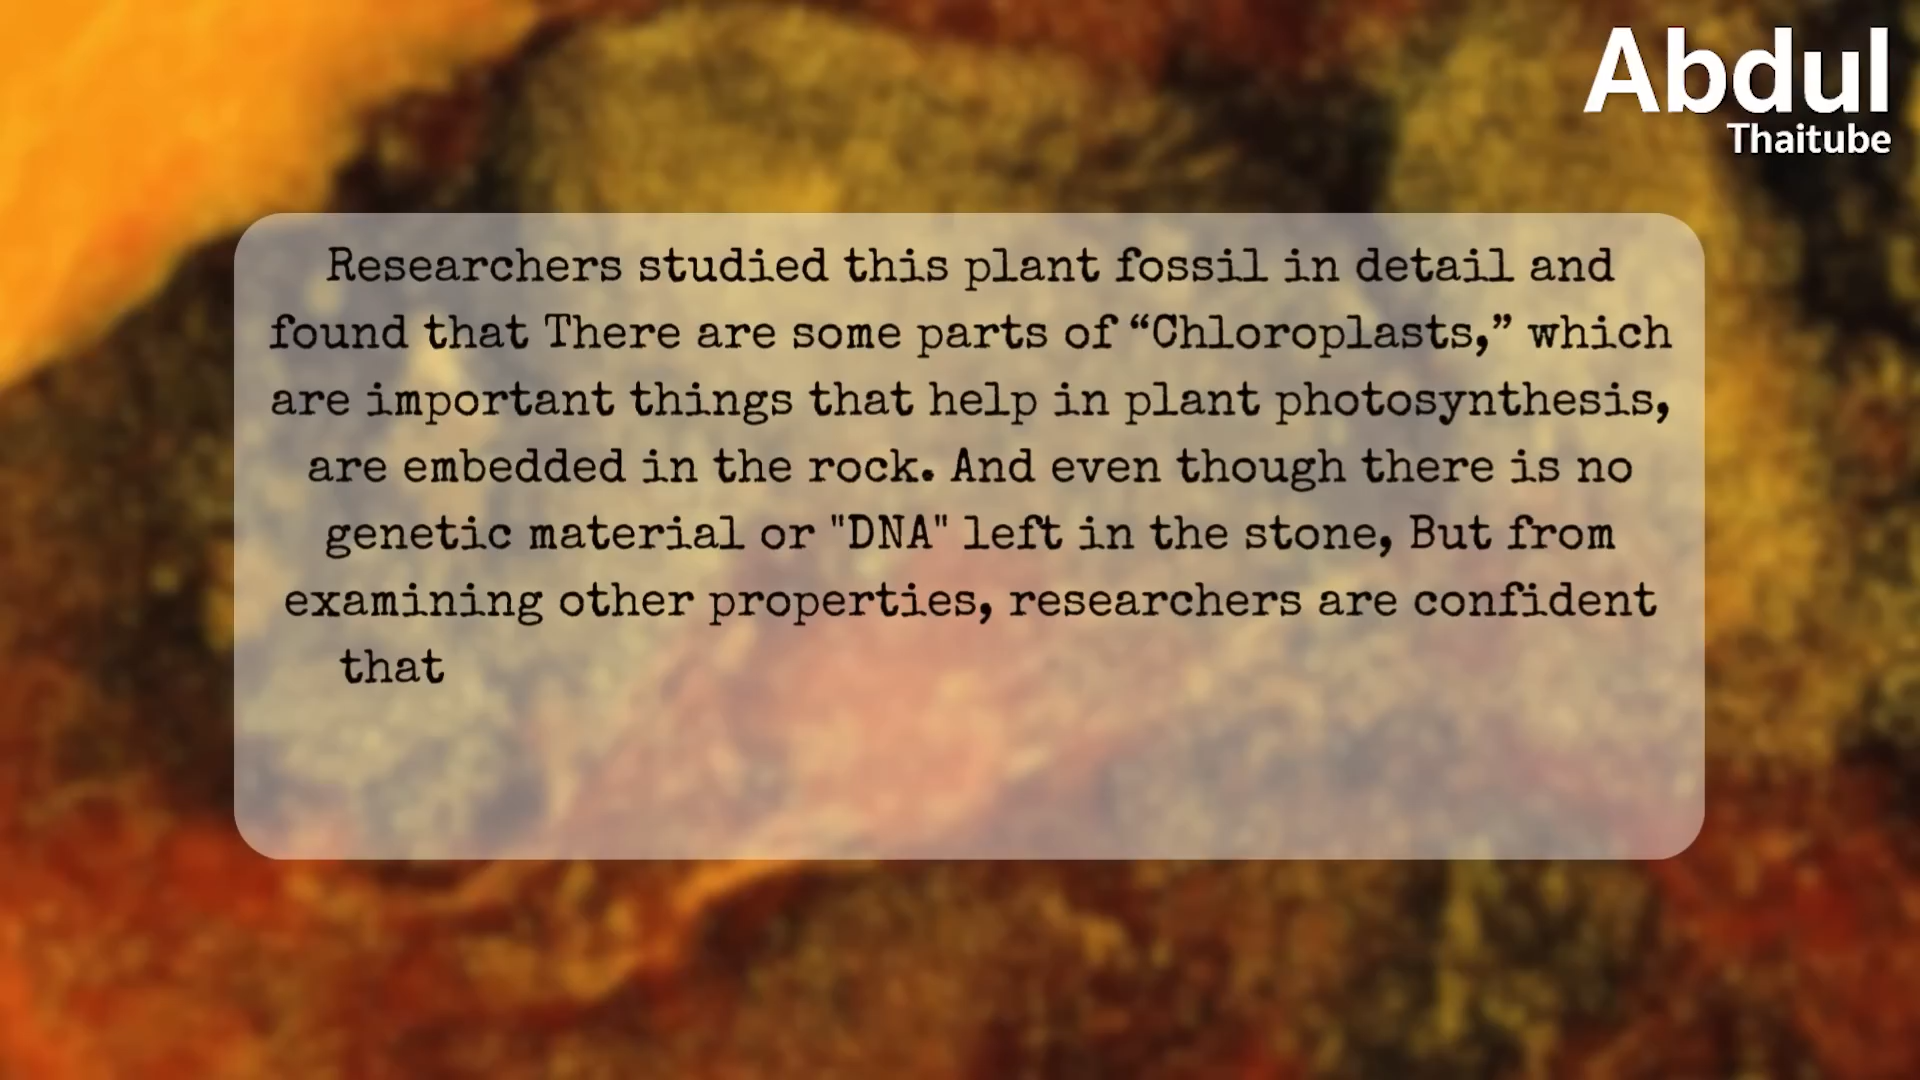 Abdul
Thaitube
Researchers studied this plant fossil in detail and
found that There are some parts of “Chloroplasts,” which
are important things that help in plant photosynthesis,
are embedded in the rock. And even though there is no
genetic material or "DNA" left in the stone, But from
examining other properties, researchers are confident
that